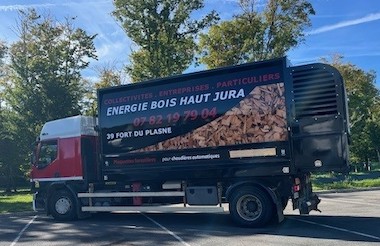 COLLECTIVITES . ENTREPRISES . PARTICULIERS
ENERGIE BOIS HAUT JURA
07 82 19 79 04
39 FORT DU PLASNE
pour chaudières automatiques